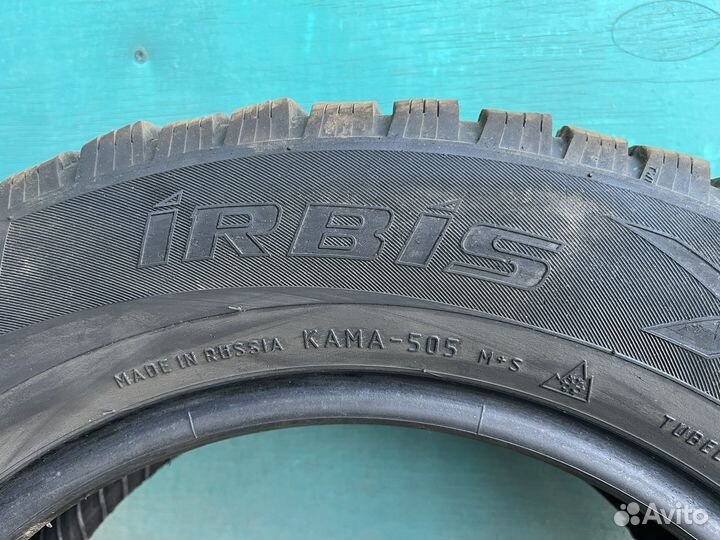 iRBiS
MADE IN RUSSIA KAMA-505 M+S
TUBEL
Avito